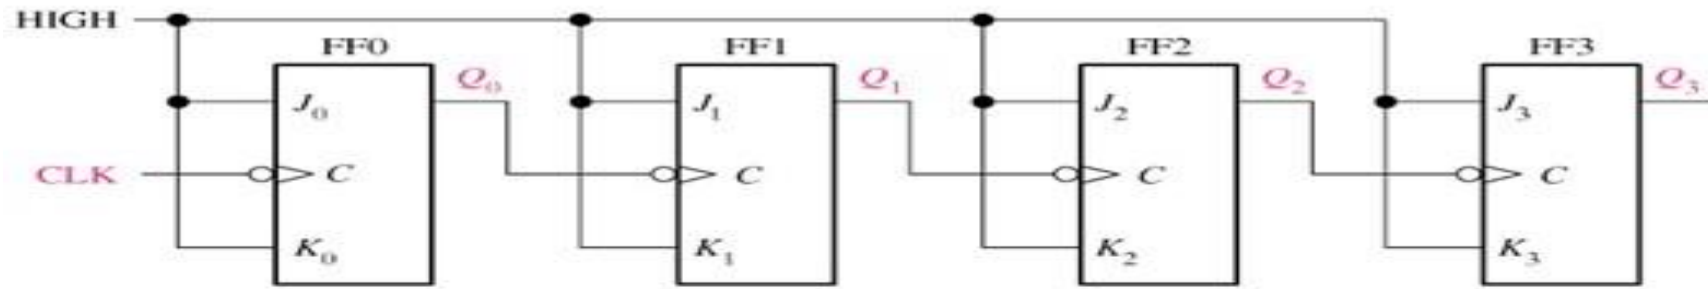 HIGH
FF0 FF1 FF2 FF3
Q0 Q1 Q2 Q3
J0 J1 J2 J3
CLK C C C C
K0 K1 K2 K3